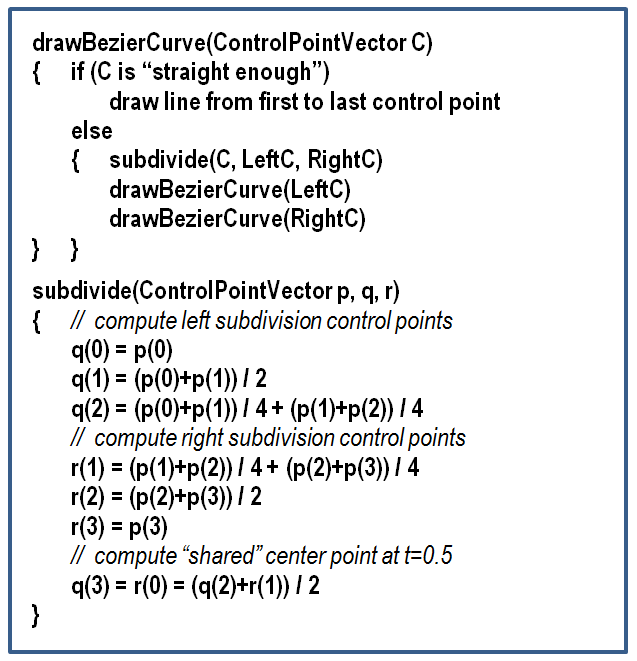 drawBezierCurve(ControlPointVector C)
{ if (C is “straight enough”)
draw line from first to last control point
else
{ subdivide(C, LeftC, RightC)
drawBezierCurve(LeftC)
drawBezierCurve(RightC)
} }
subdivide(ControlPointVector p, q, r)
{ // compute left subdivision control points
q(0) = p(0)
q(1) = (p(0)+p(1)) / 2
q(2) = (p(0)+p(1)) / 4 + (p(1)+p(2)) / 4
// compute right subdivision control points
r(1) = (p(1)+p(2)) / 4 + (p(2)+p(3)) / 4
r(2) = (p(2)+p(3)) / 2
r(3) = p(3)
// compute “shared” center point at t=0.5
q(3) = r(0) = (q(2)+r(1)) / 2
}